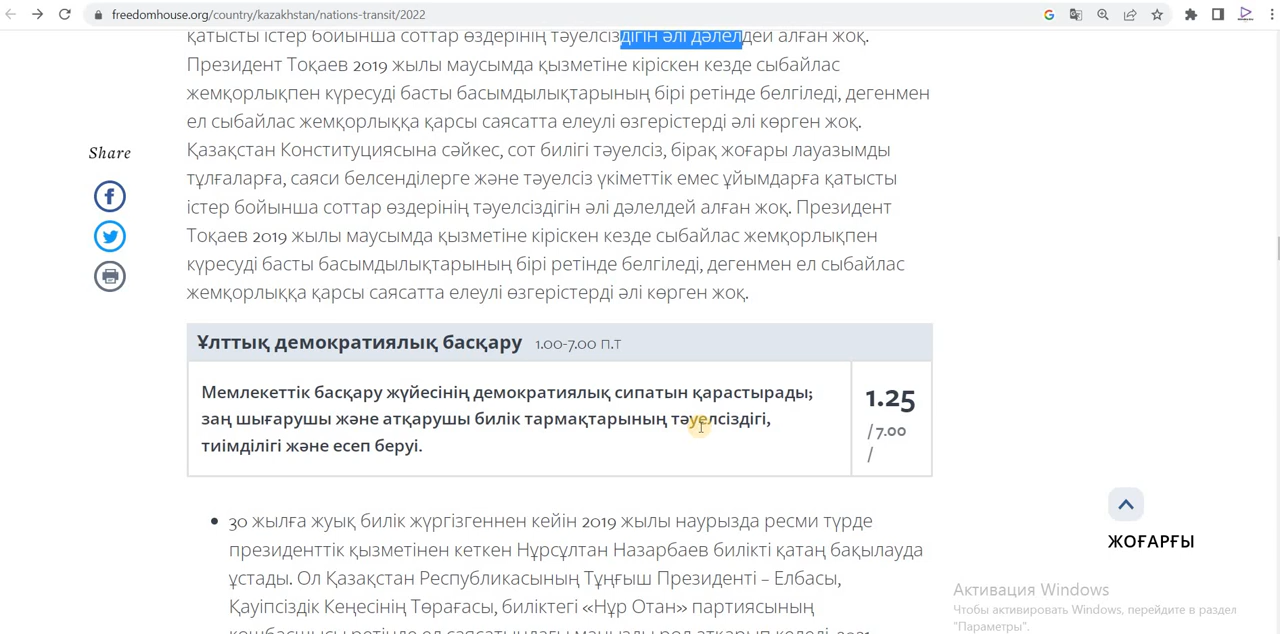 freedomhouse.org/country/kazakhstan/nations-transit/2022
қатысты істер бойынша соттар өздерінің тәуелсіздігін әлі дәлелдей алған жоқ.
Президент Тоқаев 2019 жылы маусымда қызметіне кіріскен кезде сыбайлас
жемқорлықпен күресуді басты басымдылықтарының бірі ретінде белгіледі, дегенмен
ел сыбайлас жемқорлыққа қарсы саясатта елеулі өзгерістерді әлі көрген жоқ.
Қазақстан Конституциясына сәйкес, сот билігі тәуелсіз, бірақ жоғары лауазымды
тұлғаларға, саяси белсенділерге және тәуелсіз үкіметтік емес ұйымдарға қатысты
істер бойынша соттар өздерінің тәуелсіздігін әлі дәлелдей алған жоқ. Президент
Тоқаев 2019 жылы маусымда қызметіне кіріскен кезде сыбайлас жемқорлықпен
күресуді басты басымдылықтарының бірі ретінде белгіледі, дегенмен ел сыбайлас
жемқорлыққа қарсы саясатта елеулі өзгерістерді әлі көрген жоқ.
Share
Ұлттық демократиялық басқару 1.00-7.00 П.Т
Мемлекеттік басқару жүйесінің демократиялық сипатын қарастырады;
заң шығарушы және атқарушы билік тармақтарының тәуелсіздігі,
тиімділігі және есеп беруі.
1.25
/ 7.00
/
30 жылға жуық билік жүргізгеннен кейін 2019 жылы наурызда ресми түрде
президенттік қызметінен кеткен Нұрсұлтан Назарбаев билікті қатаң бақылауда
ұстады. Ол Қазақстан Республикасының Тұңғыш Президенті – Елбасы,
Қауіпсіздік Кеңесінің Төрағасы, биліктегі «Нұр Отан» партиясының
ЖОҒАРҒЫ
Активация Windows
Чтобы активировать Windows, перейдите в раздел
"Параметры".